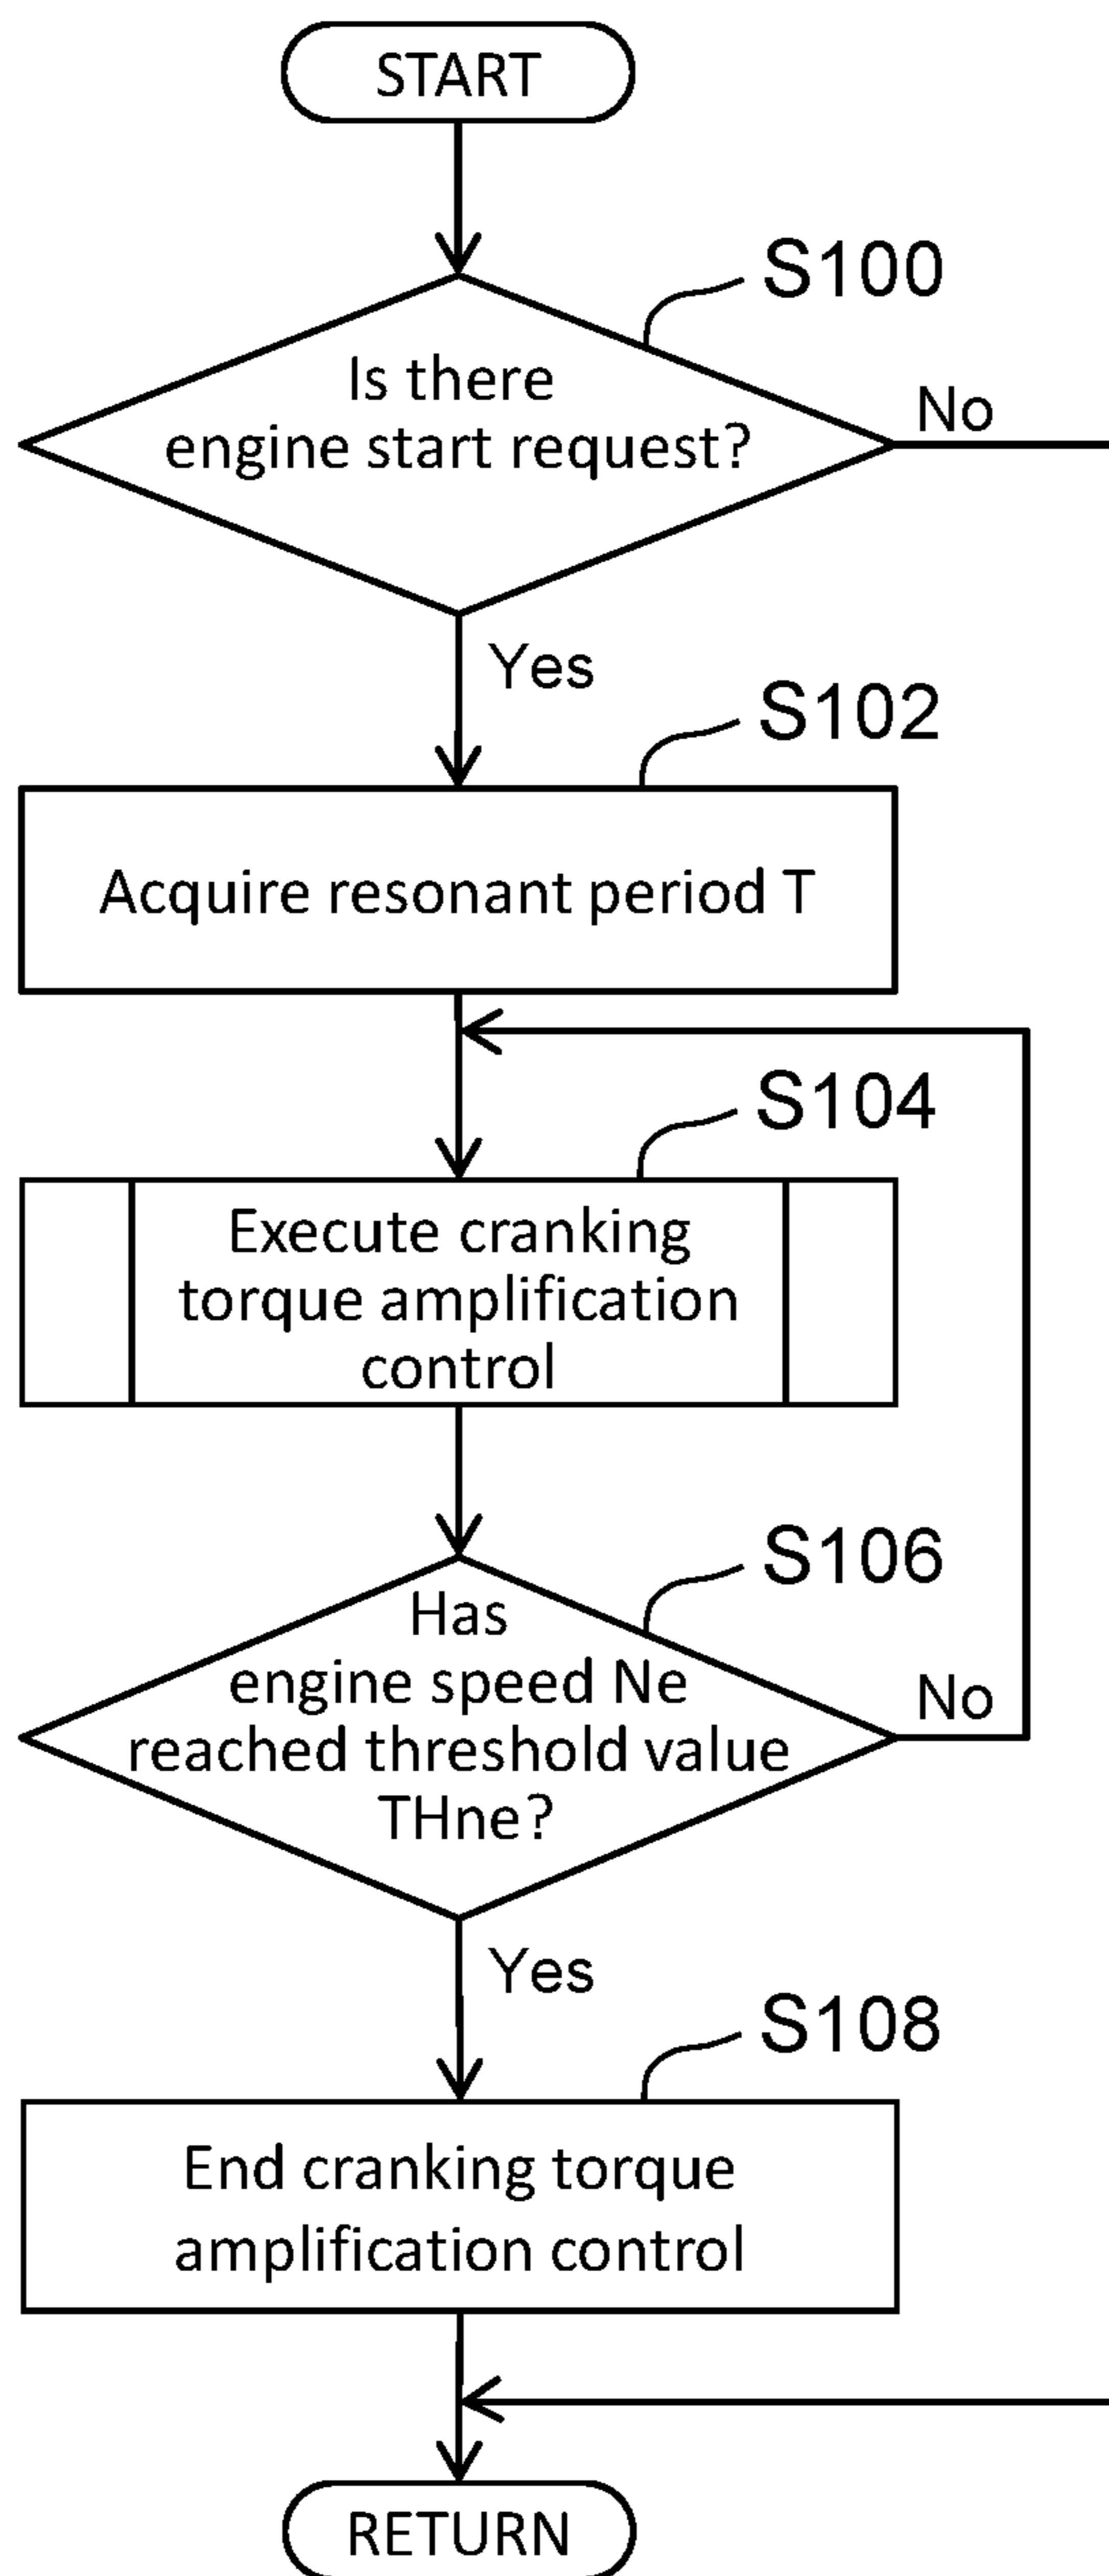 START
S100
Is there
engine start request?
No
Yes
S102
Acquire resonant period T
S104
Execute cranking
torque amplification
control
S106
Has
engine speed Ne
reached threshold value
THne?
No
Yes
S108
End cranking torque
amplification control
RETURN